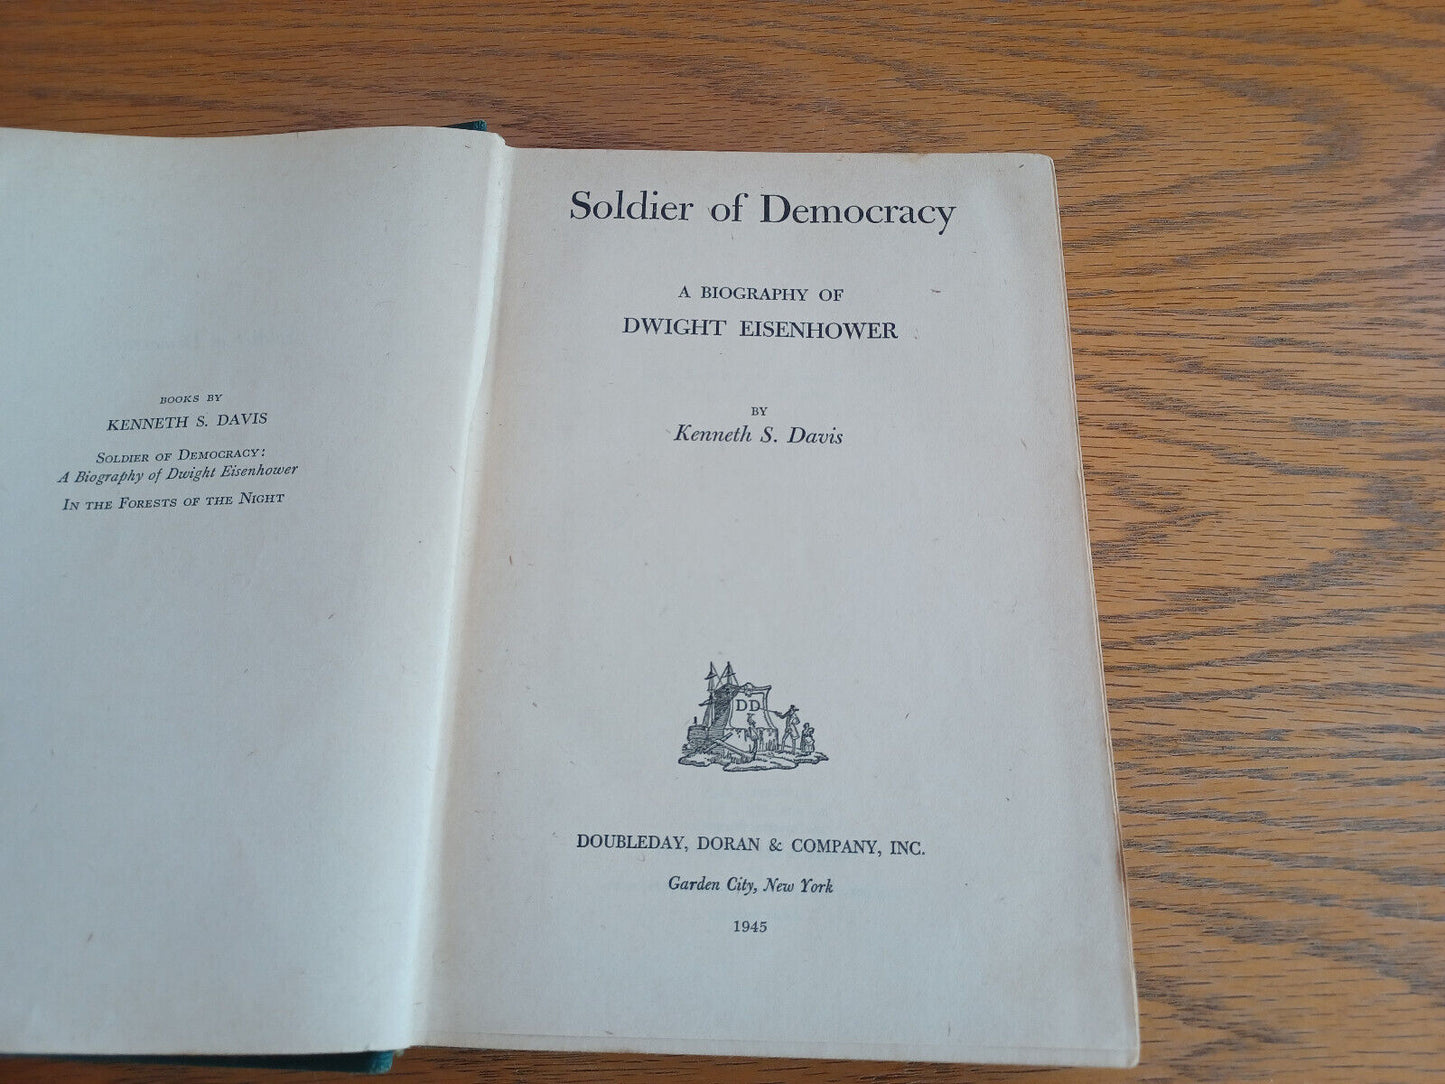 BOOKS BY
KENNETH S. DAVIS
SOLDIER OF DEMOCRACY:
A Biography of Dwight Eisenhower
IN THE FORESTS OF THE NIGHT
Soldier of Democracy
A BIOGRAPHY OF
DWIGHT EISENHOWER
BY
Kenneth S. Davis
DD
DOUBLEDAY, DORAN & COMPANY, INC.
Garden City, New York
1945